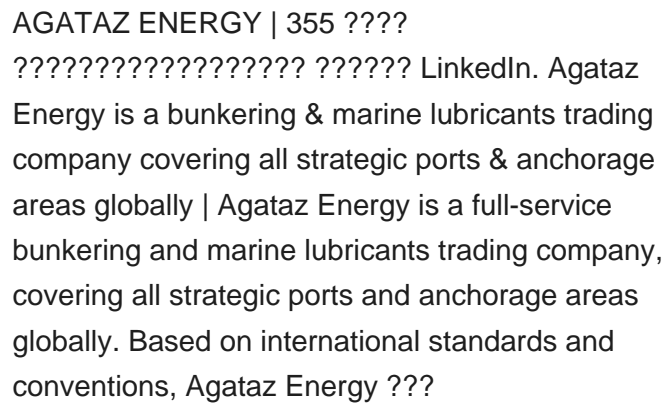 AGATAZ ENERGY | 355 ????
?????????????????? ?????? LinkedIn. Agataz
Energy is a bunkering & marine lubricants trading
company covering all strategic ports & anchorage
areas globally | Agataz Energy is a full-service
bunkering and marine lubricants trading company,
covering all strategic ports and anchorage areas
globally. Based on international standards and
conventions, Agataz Energy ???